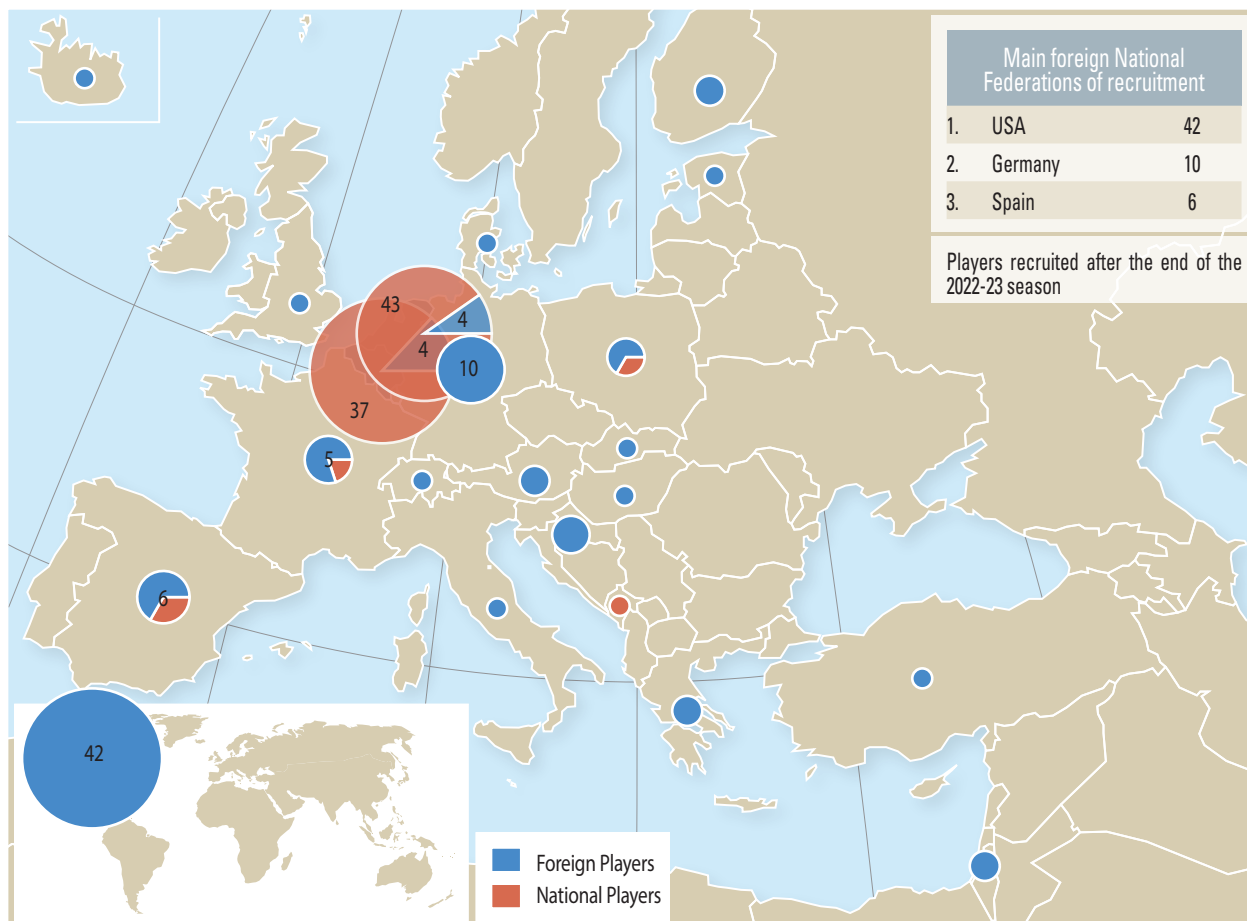 Main foreign National
Federations of recruitment
1. USA 42
2. Germany 10
3. Spain 6
Players recruited after the end of the
2022-23 season
43
4
4
10
37
5
6
42
Foreign Players
National Players